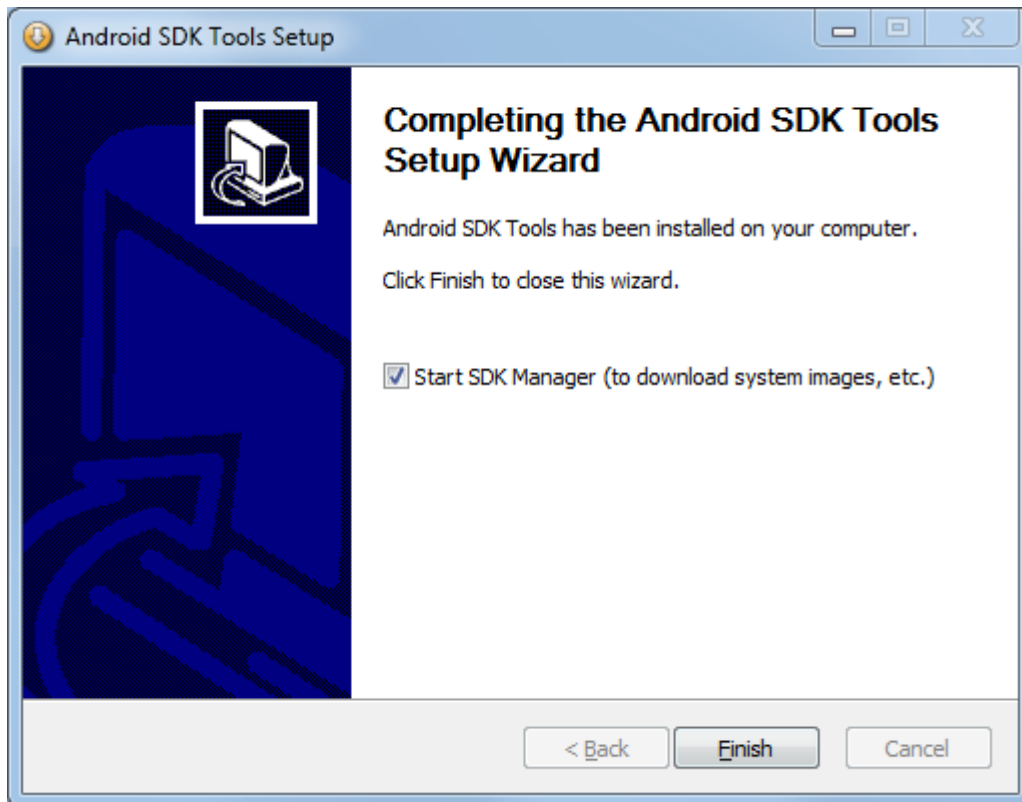 Android SDK Tools Setup
Completing the Android SDK Tools
Setup Wizard
Android SDK Tools has been installed on your computer.
Click Finish to close this wizard.
Start SDK Manager (to download system images, etc.)
< Back
Finish
Cancel